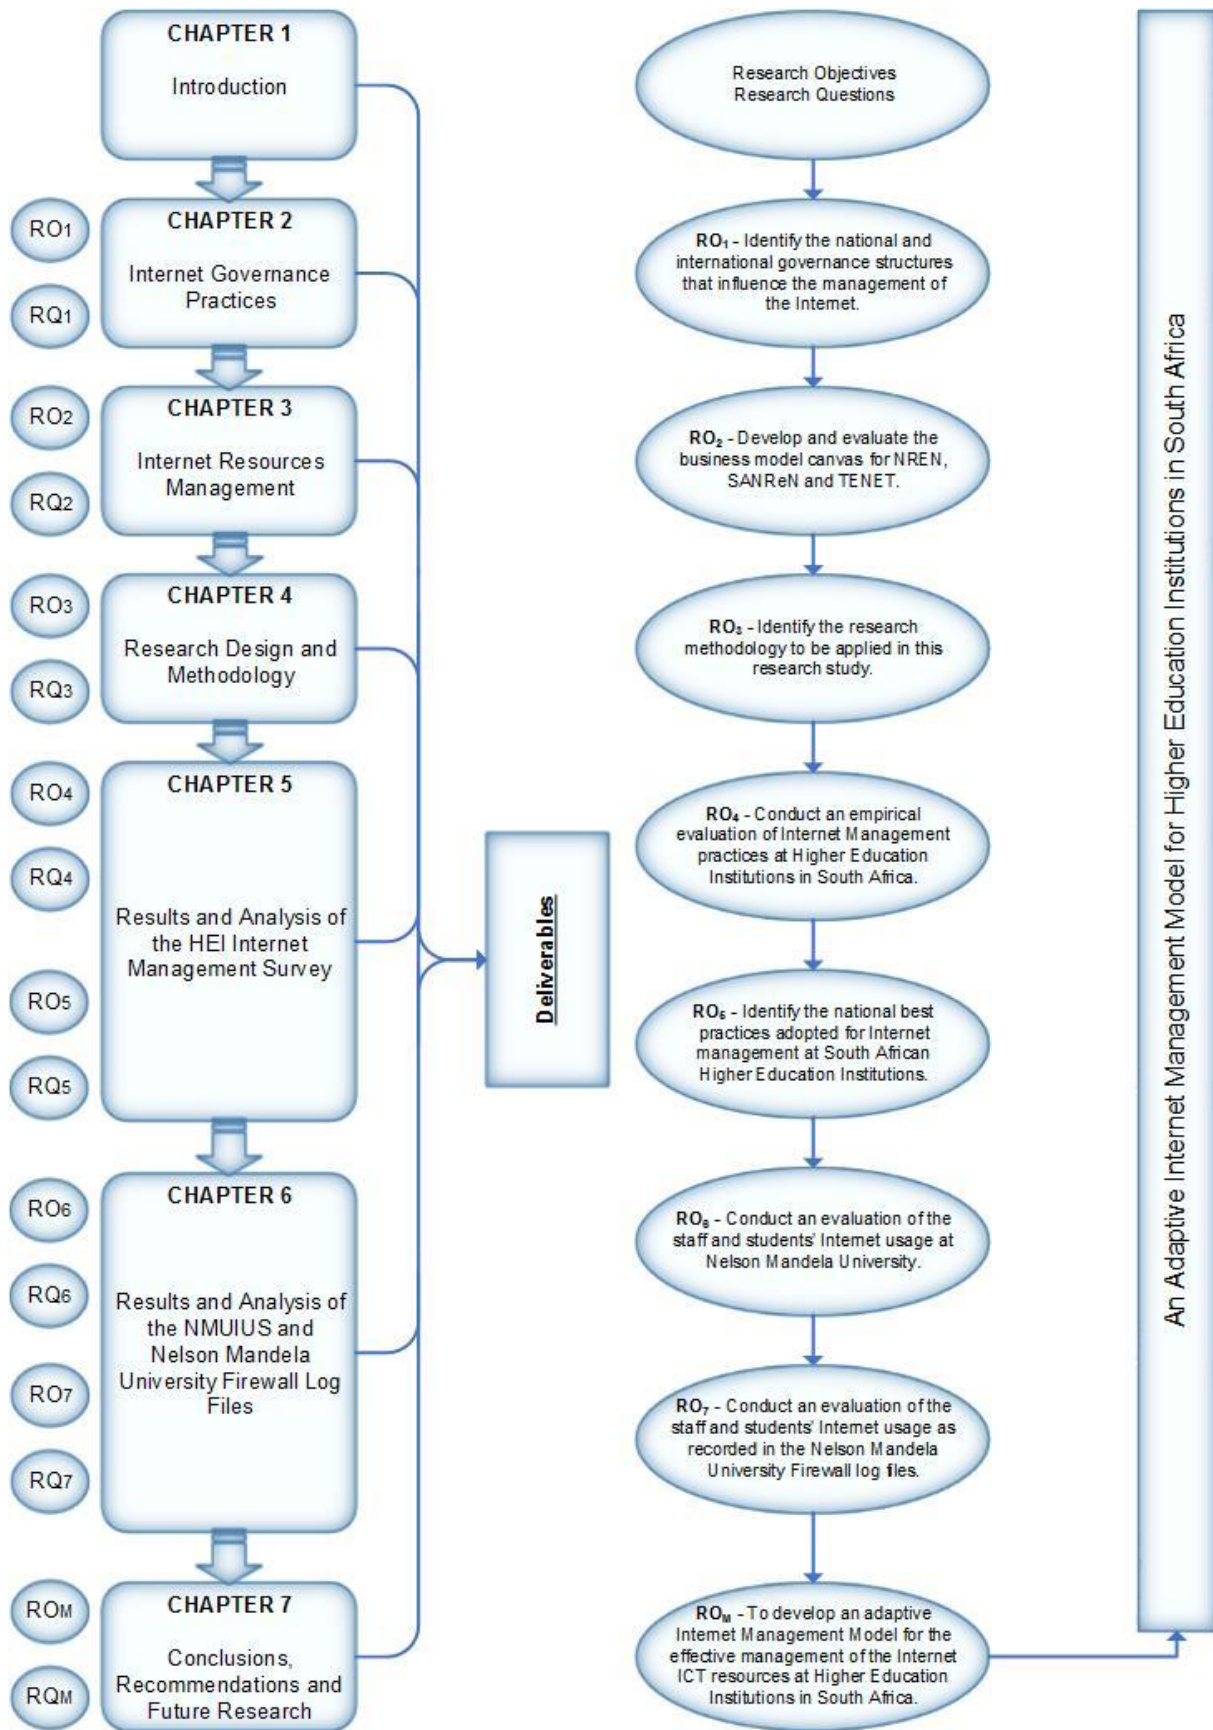 CHAPTER 1
Introduction
RO1
RQ1
CHAPTER 2
Internet Governance
Practices
RO2
RQ2
CHAPTER 3
Internet Resources
Management
RO3
RQ3
CHAPTER 4
Research Design and
Methodology
RO4
RQ4
RO5
RQ5
CHAPTER 5
Results and Analysis of
the HEI Internet
Management Survey
RO6
RQ6
RO7
RQ7
CHAPTER 6
Results and Analysis of
the NMUIUS and
Nelson Mandela
University Firewall Log
Files
ROM
RQM
CHAPTER 7
Conclusions,
Recommendations and
Future Research
Deliverables
Research Objectives
Research Questions
RO₁ - Identify the national and
international governance structures
that influence the management of
the Internet.
RO₂ - Develop and evaluate the
business model canvas for NREN,
SANReN and TENET.
RO₃ - Identify the research
methodology to be applied in this
research study.
RO₄ - Conduct an empirical
evaluation of Internet Management
practices at Higher Education
Institutions in South Africa.
RO₅ - Identify the national best
practices adopted for Internet
management at South African
Higher Education Institutions.
RO₆ - Conduct an evaluation of the
staff and students' Internet usage at
Nelson Mandela University.
RO₇ - Conduct an evaluation of the
staff and students' Internet usage as
recorded in the Nelson Mandela
University Firewall log files.
ROM - To develop an adaptive
Internet Management Model for the
effective management of the Internet
ICT resources at Higher Education
Institutions in South Africa.
An Adaptive Internet Management Model for Higher Education Institutions in South Africa